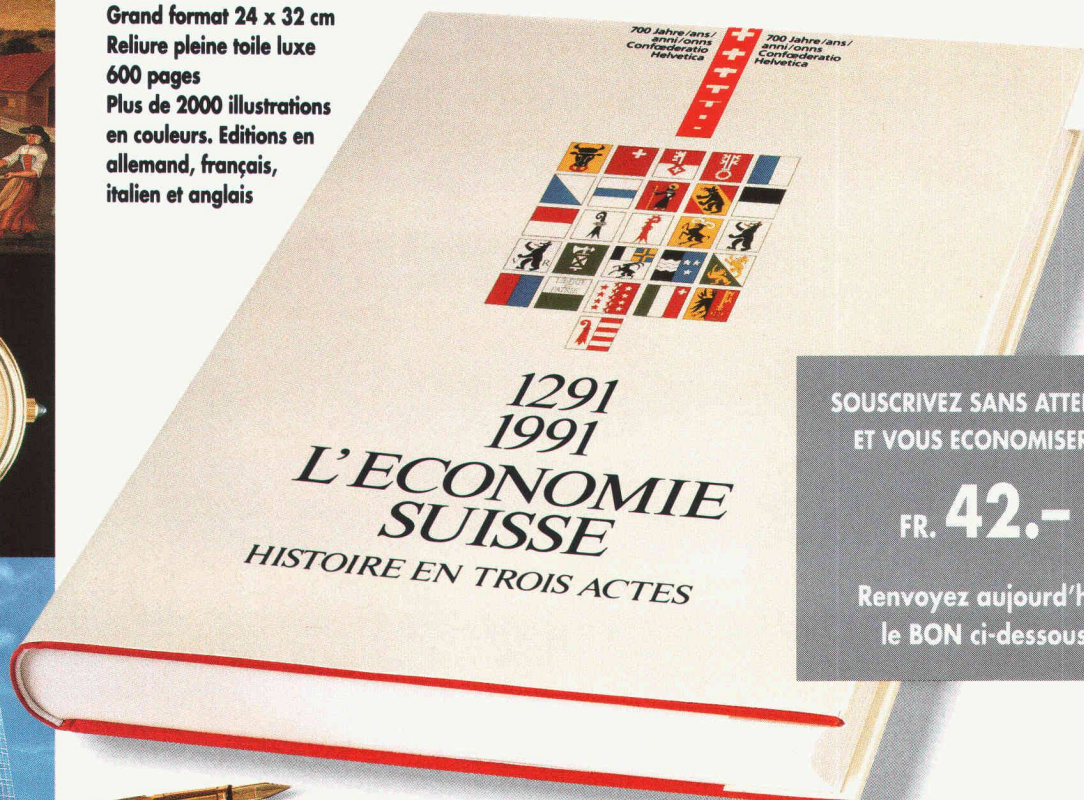 Grand format 24 x 32 cm
Reliure pleine toile luxe
600 pages
Plus de 2000 illustrations
en couleurs. Editions en
allemand, français,
italien et anglais
700 Jahre/ans/
anni/onns
Confœderatio
Helvetica
700 Jahre/ans/
anni/onns
Confœderatio
Helvetica
1291
1991
L'ECONOMIE
SUISSE
HISTOIRE EN TROIS ACTES
SOUSCRIVEZ SANS
ET VOUS
FR. 42.–
Renvoyez
le BON ci-dessous